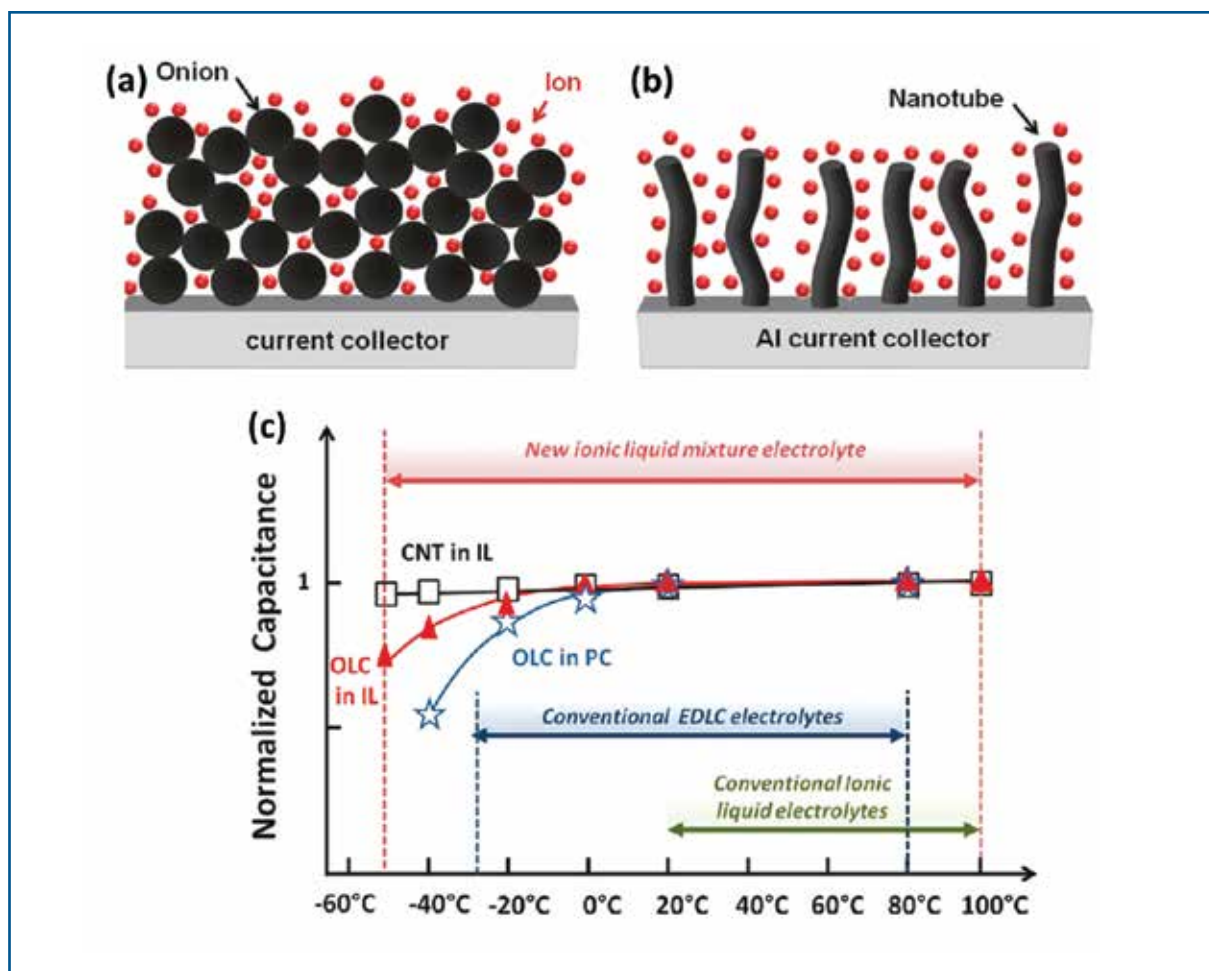 (a)
Onion
Ion
current collector
(b)
Nanotube
Al current collector
(c)
New ionic liquid mixture electrolyte
CNT in IL
1
OLC
in IL
OLC in PC
Conventional EDLC electrolytes
Conventional Ionic
liquid electrolytes
Normalized Capacitance
-60°C -40°C -20°C 0°C 20°C 40°C 60°C 80°C 100°C